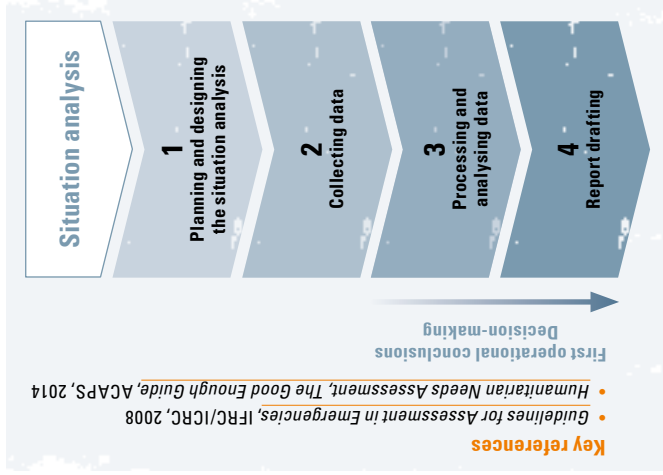 Situation analysis
1
Planning and designing
the situation analysis
2
Collecting data
3
Processing and
analysing data
4
Report drafting
First operational conclusions
Decision-making
Key references
• Guidelines for Assessment in Emergencies, IFRC/ICRC, 2008
• Humanitarian Needs Assessment, The Good Enough Guide, ACAPS, 2014